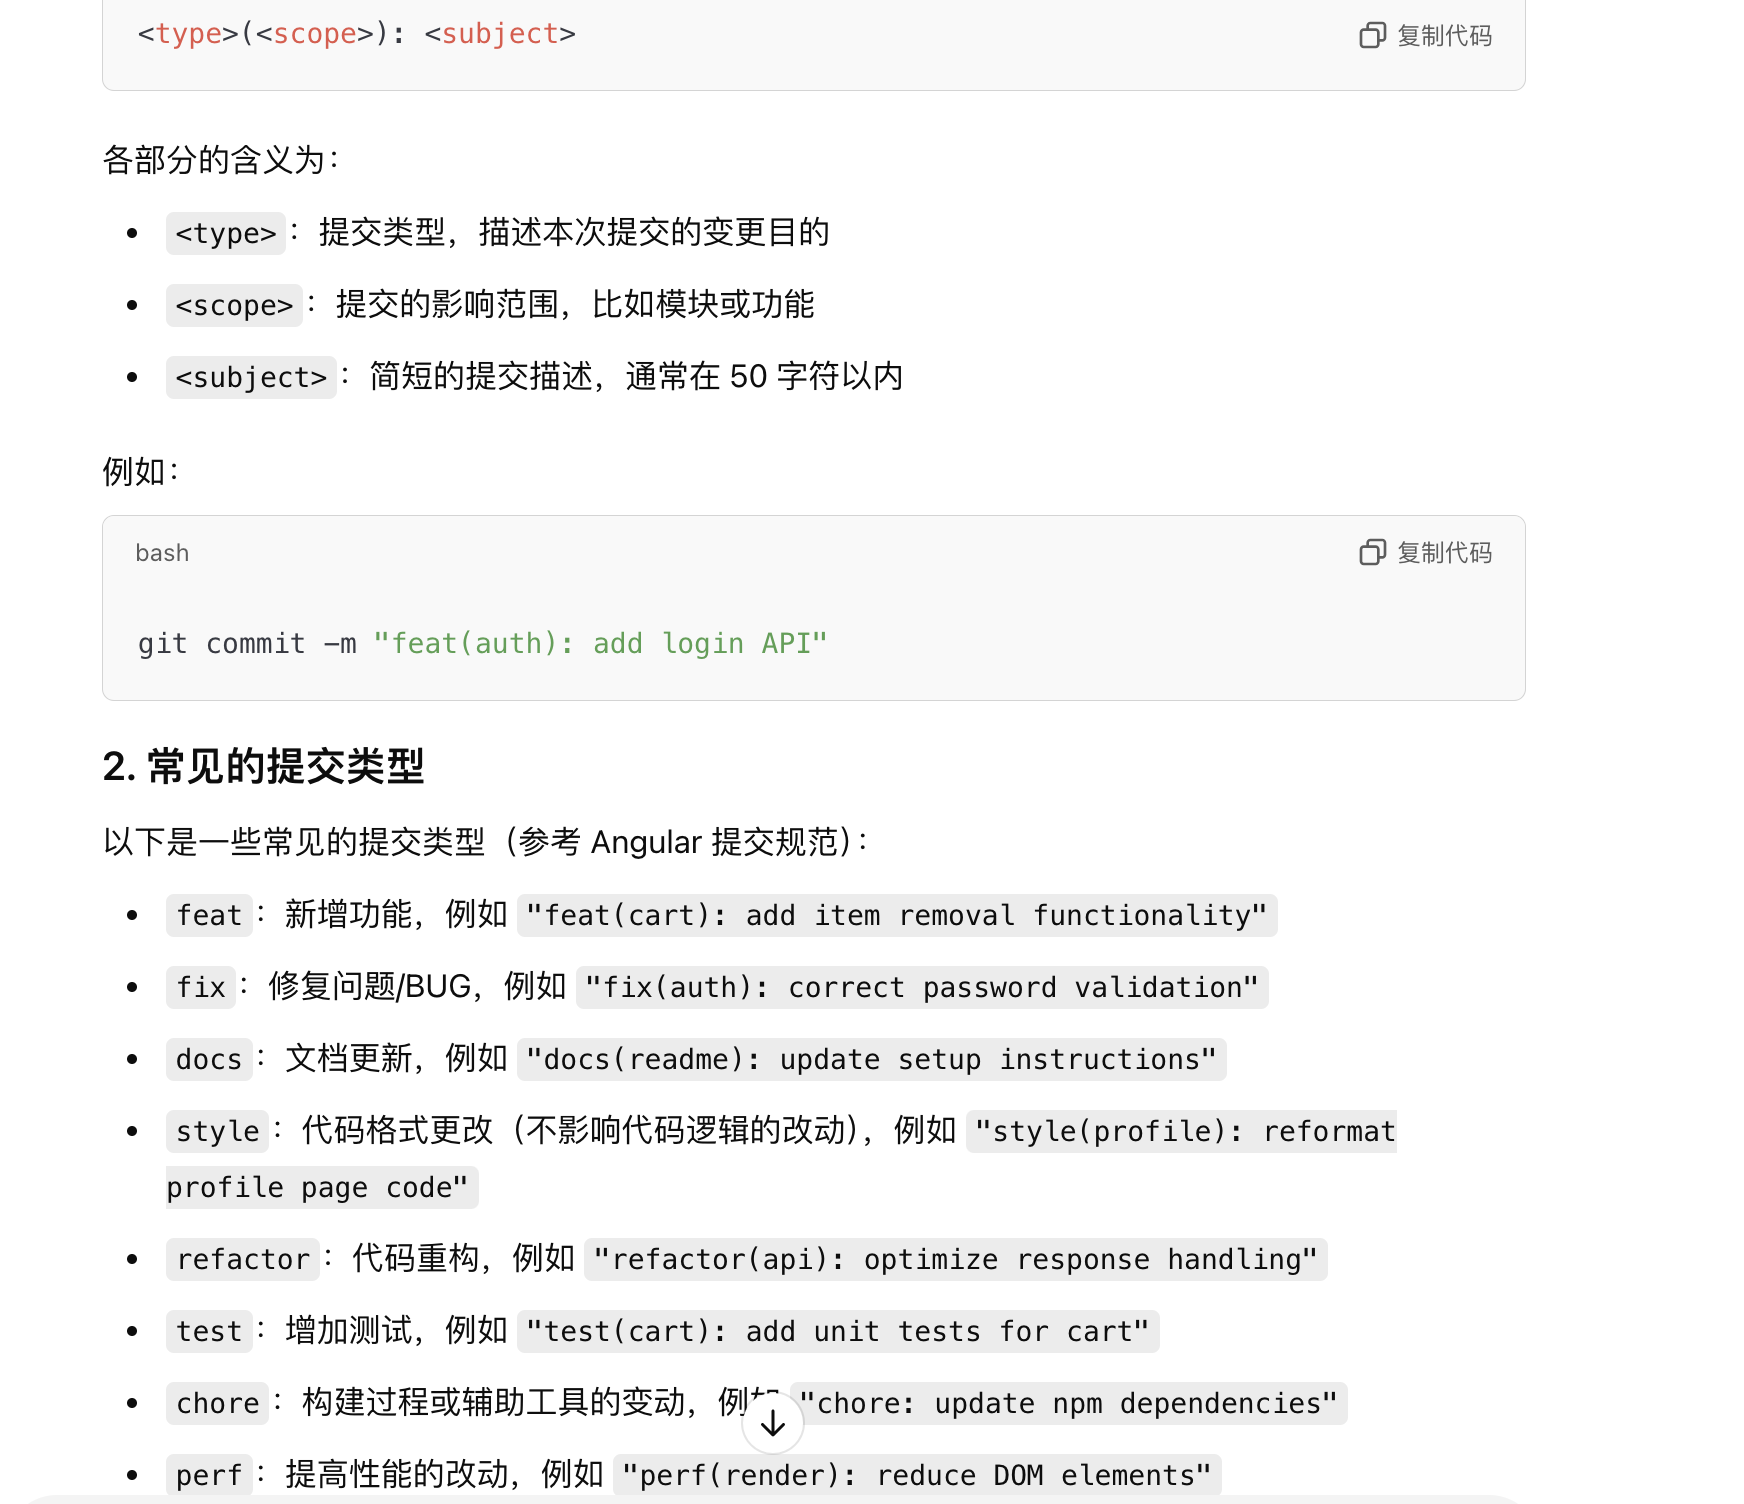 <type>(<scope>): <subject>
复制代码
各部分的含义为：
<type>：提交类型，描述本次提交的变更目的
<scope>：提交的影响范围，比如模块或功能
<subject>：简短的提交描述，通常在 50 字符以内
例如：
bash
复制代码
git commit -m "feat(auth): add login API"
2. 常见的提交类型
以下是一些常见的提交类型（参考 Angular 提交规范）：
feat：新增功能，例如 "feat(cart): add item removal functionality"
fix：修复问题/BUG，例如 "fix(auth): correct password validation"
docs：文档更新，例如 "docs(readme): update setup instructions"
style：代码格式更改（不影响代码逻辑的改动），例如 "style(profile): reformat
profile page code"
refactor：代码重构，例如 "refactor(api): optimize response handling"
test：增加测试，例如 "test(cart): add unit tests for cart"
chore：构建过程或辅助工具的变动，例如 "chore: update npm dependencies"
perf：提高性能的改动，例如 "perf(render): reduce DOM elements"